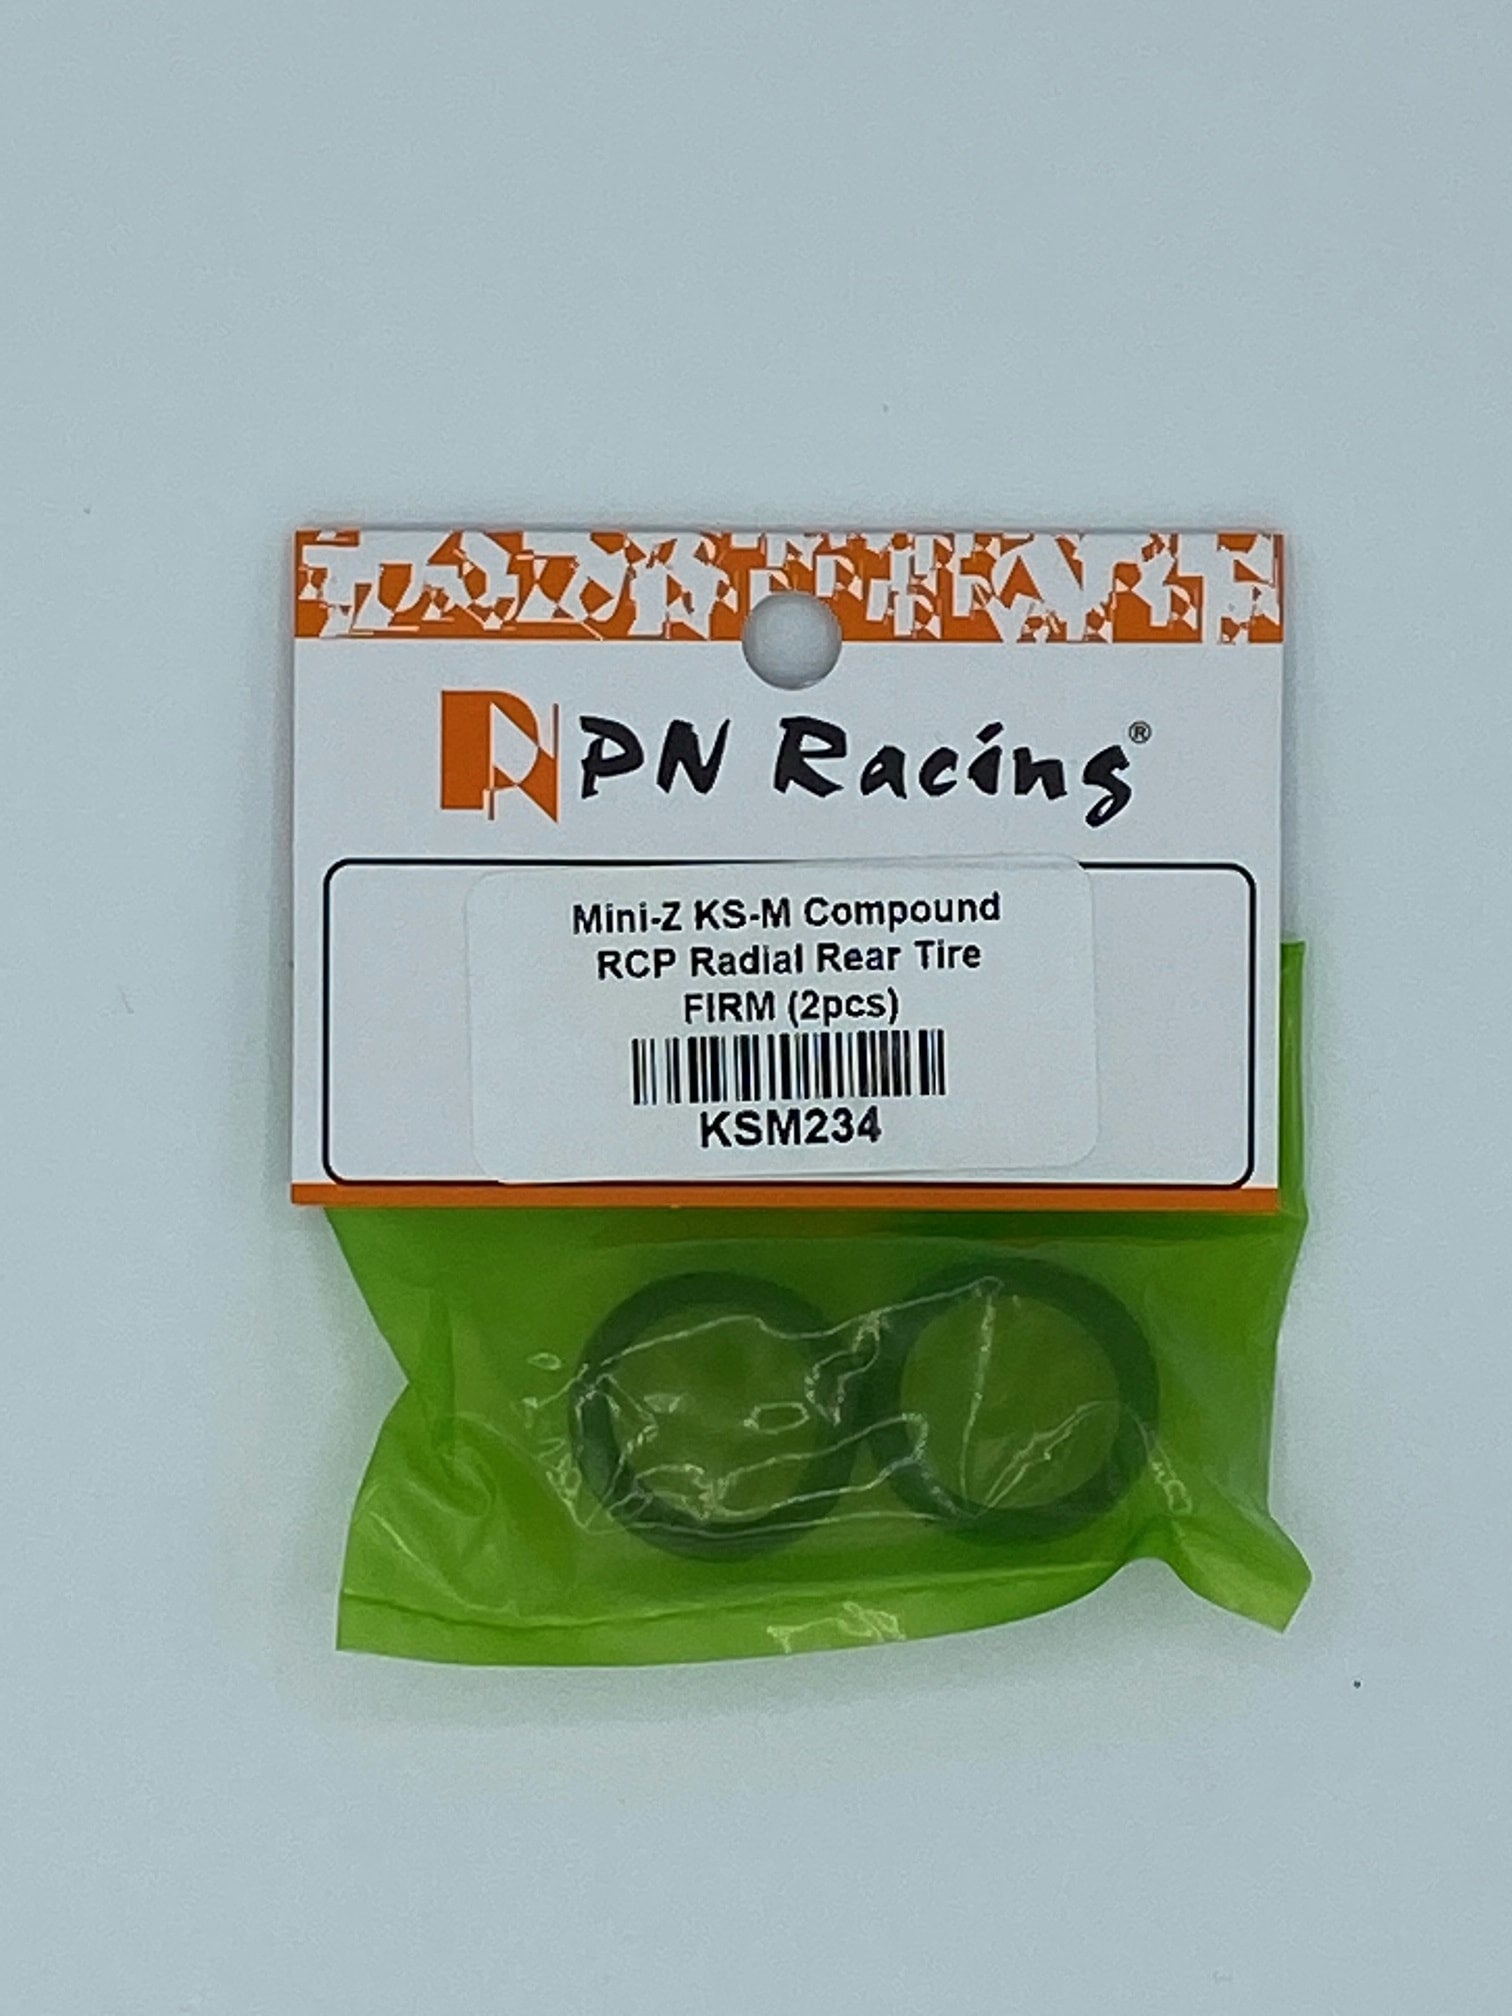 PN Racing®
Mini-Z KS-M Compound
RCP Radial Rear Tire
FIRM (2pcs)
KSM234